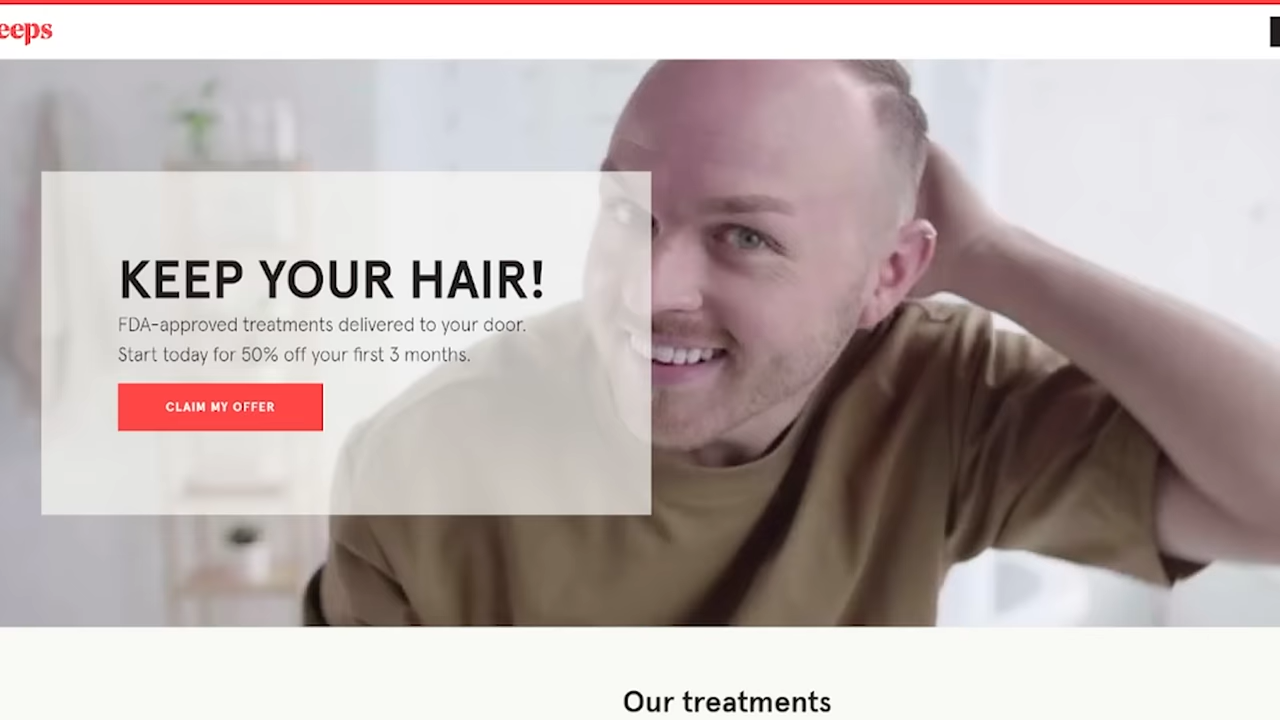 eeps
KEEP YOUR HAIR!
FDA-approved treatments delivered to your door.
Start today for 50% off your first 3 months.
CLAIM MY OFFER
Our treatments